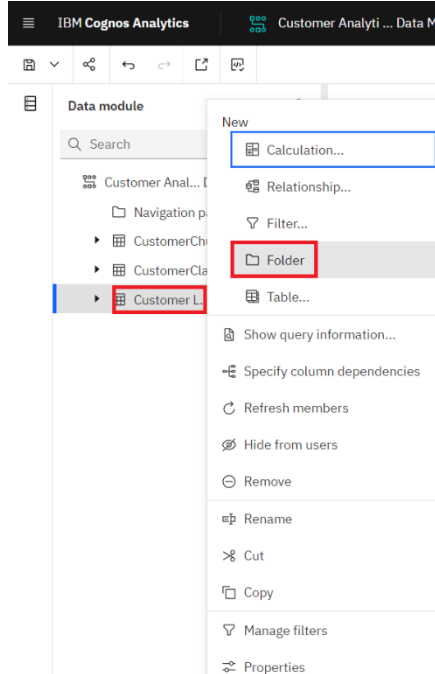 IBM Cognos Analytics
Customer Analyti ... Data M
Data module
Search
Customer Anal...
Navigation p
CustomerCh
CustomerCla
Customer L..
New
Calculation...
Relationship...
Filter...
Folder
Table...
Show query information...
Specify column dependencies
Refresh members
Hide from users
Remove
Rename
Cut
Copy
Manage filters
Properties